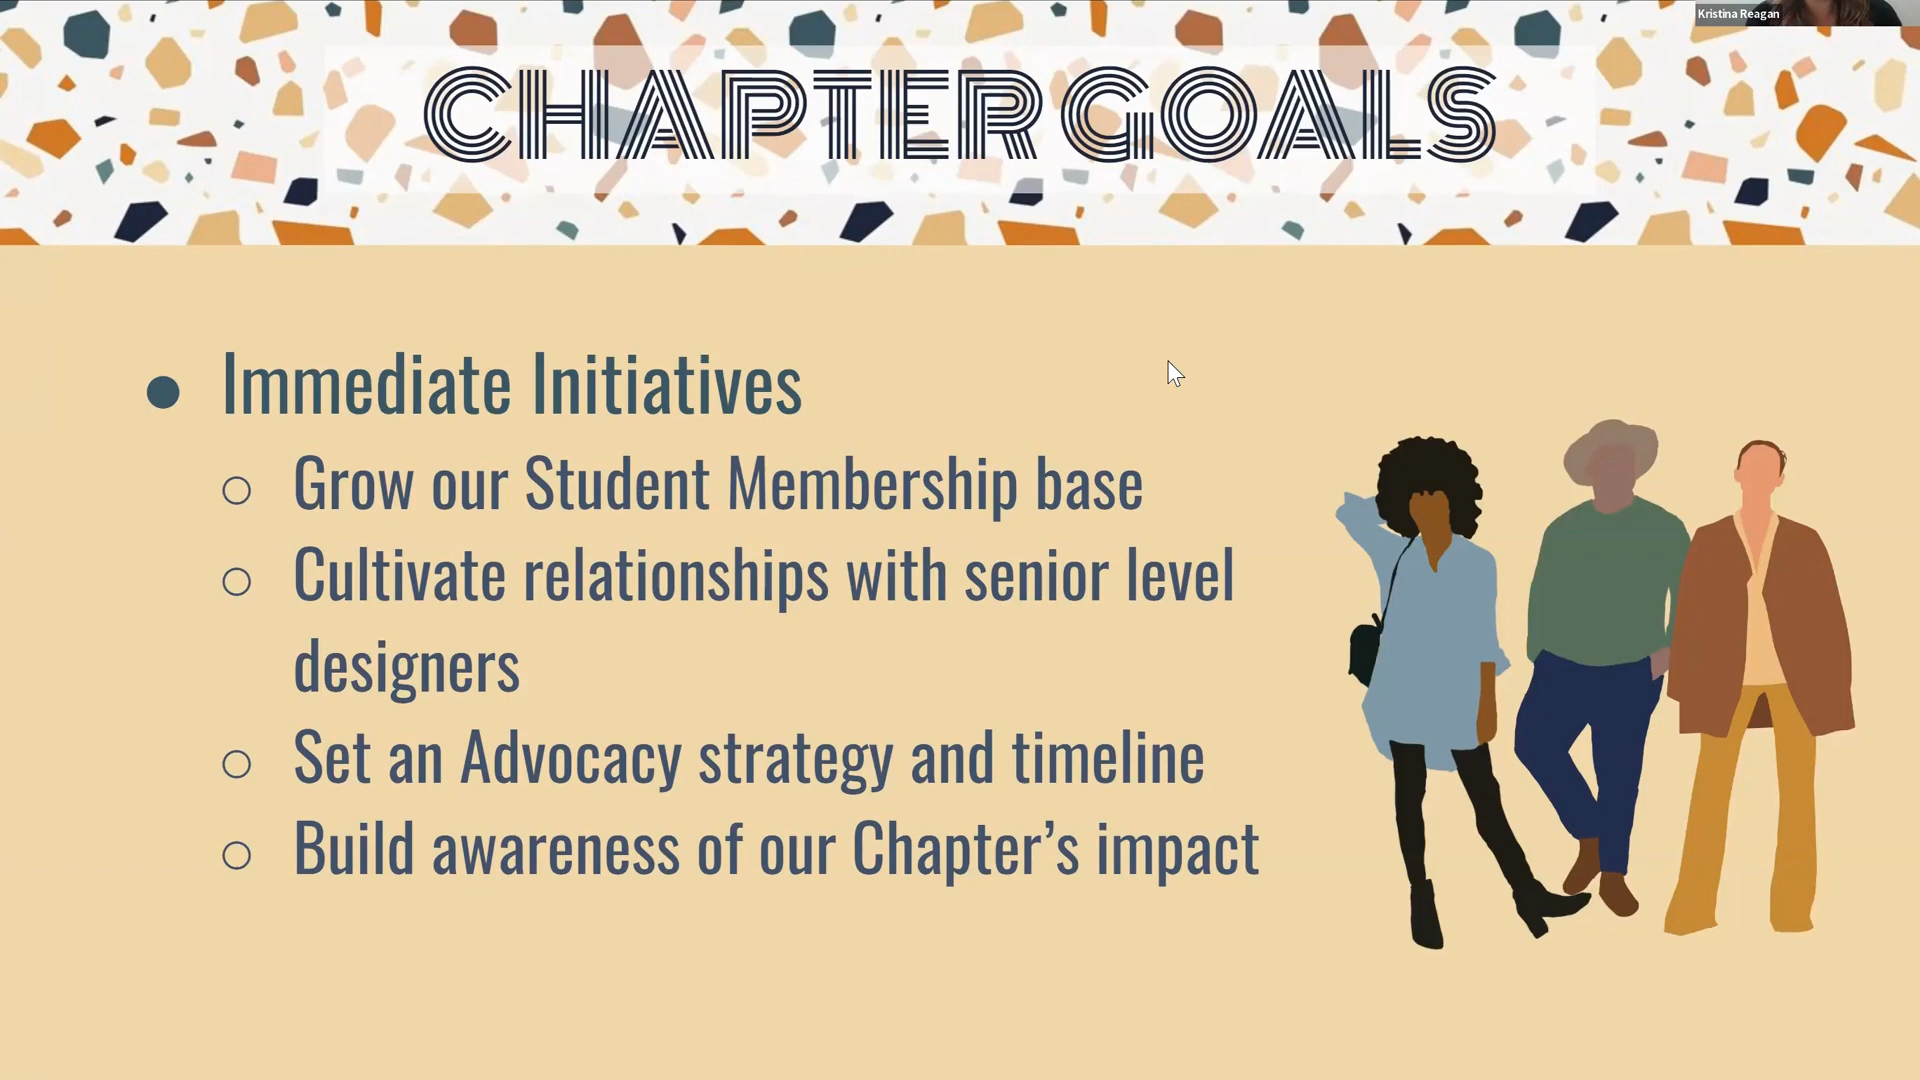 Kristina Reagan
CHAPTER GOALS
● Immediate Initiatives
○ Grow our Student Membership base
○ Cultivate relationships with senior level
designers
○ Set an Advocacy strategy and timeline
○ Build awareness of our Chapter’s impact